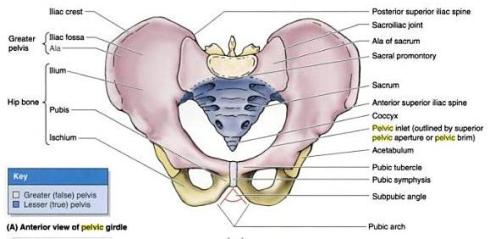 Iliac crest
Greater pelvis
Iliac fossa
Ala
Ilium
Hip bone
Pubis
Ischium
Posterior superior iliac spine
Sacroiliac joint
Ala of sacrum
Sacral promontory
Sacrum
Anterior superior iliac spine
Coccyx
Pelvic inlet (outlined by superior
pelvic aperture or pelvic brim)
Acetabulum
Pubic tubercle
Pubic symphysis
Subpubic angle
Pubic arch
Key
Greater (false) pelvis
Lesser (true) pelvis
(A) Anterior view of pelvic girdle